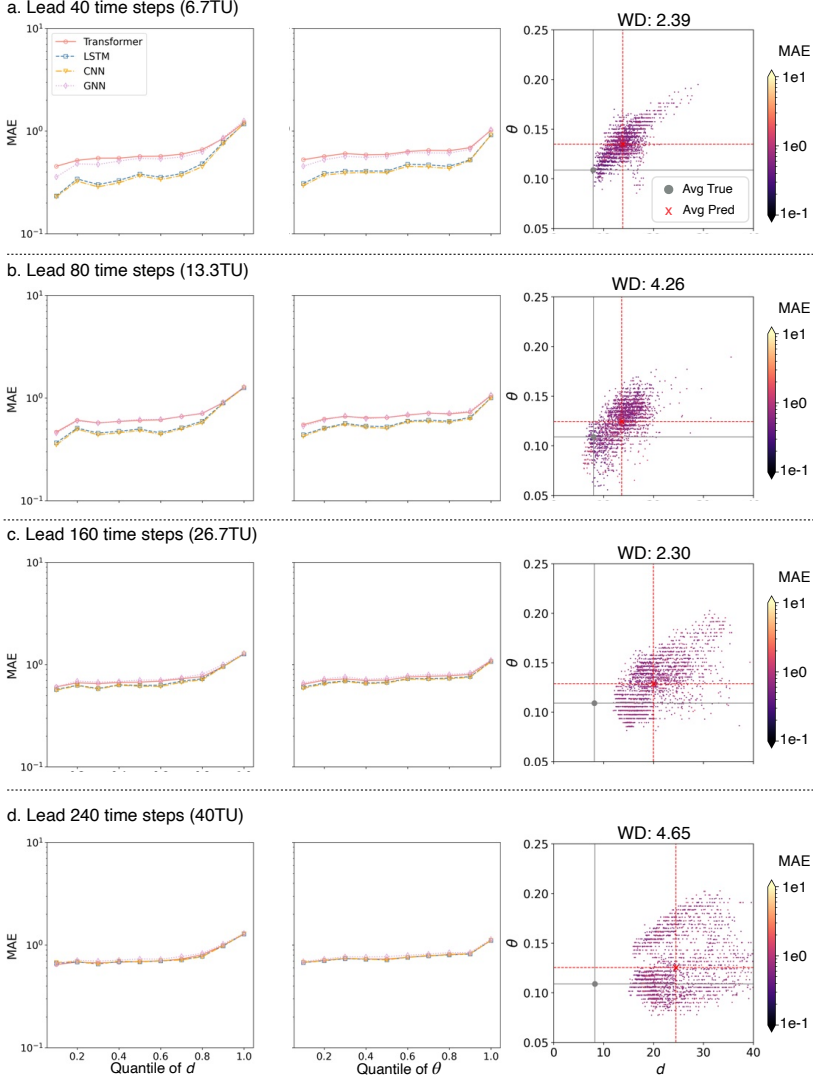 a. Lead 40 time steps (6.7TU)
WD: 2.39
MAE
10^1
10^0
10^-1
MAE
Transformer
LSTM
CNN
GNN
θ
0.25
0.20
0.15
0.10
0.05
Avg True
Avg Pred
1e1
1e0
1e-1
b. Lead 80 time steps (13.3TU)
WD: 4.26
MAE
10^1
10^0
10^-1
MAE
θ
0.25
0.20
0.15
0.10
0.05
1e1
1e0
1e-1
c. Lead 160 time steps (26.7TU)
WD: 2.30
MAE
10^1
10^0
10^-1
MAE
θ
0.25
0.20
0.15
0.10
0.05
1e1
1e0
1e-1
d. Lead 240 time steps (40TU)
WD: 4.65
MAE
10^1
10^0
10^-1
MAE
θ
0.25
0.20
0.15
0.10
0.05
1e1
1e0
1e-1
0.2 0.4 0.6 0.8 1.0
Quantile of d
0.2 0.4 0.6 0.8 1.0
Quantile of θ
0 10 20 30 40
d